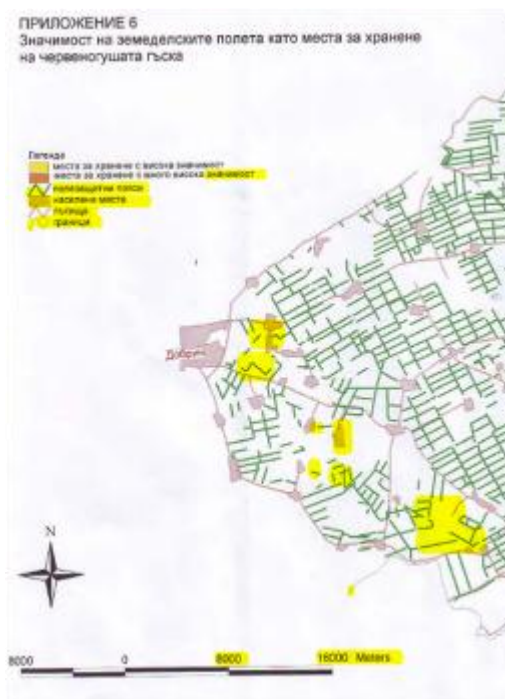 ПРИЛОЖЕНИЕ 6
Значимост на земеделските полета като места за хранене
на червеногушата гъска
Легенда
места за хранене с висока значимост
места за хранене с много висока значимост
полезащитни пояси
населени места
пътища
граници
Добрич
N
8000 0 8000 16000 Meters